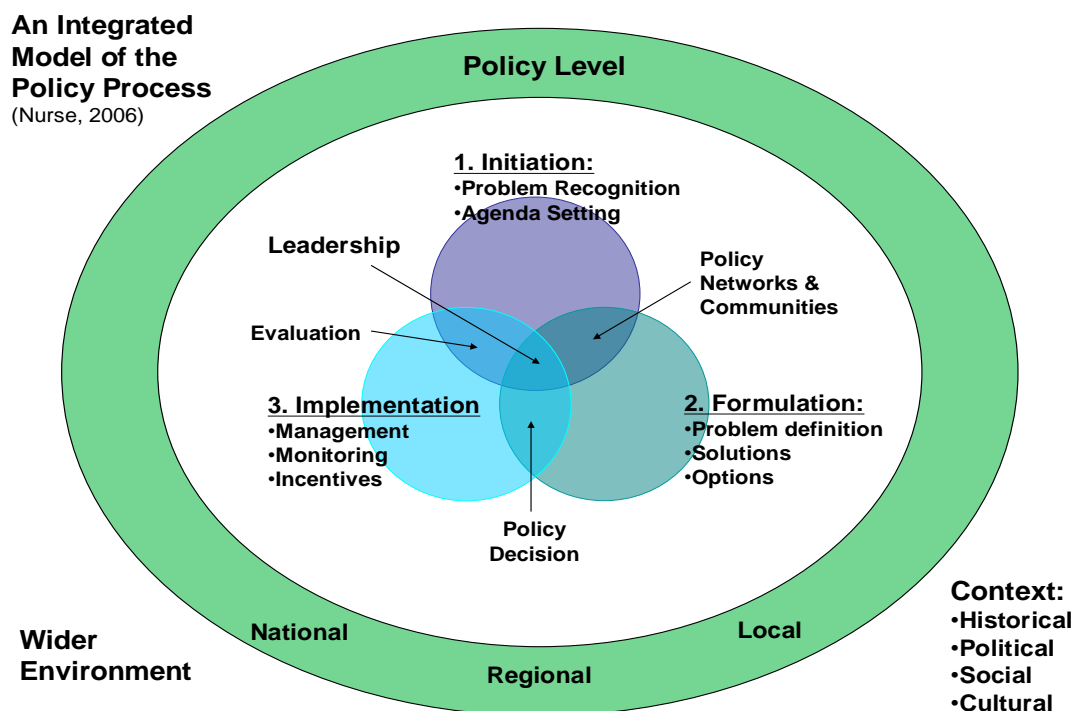 An Integrated
Model of the
Policy Process
(Nurse, 2006)
Policy Level
1. Initiation:
•Problem Recognition
•Agenda Setting
Leadership
Policy
Networks &
Communities
Evaluation
3. Implementation
•Management
•Monitoring
•Incentives
2. Formulation:
•Problem definition
•Solutions
•Options
Policy
Decision
National
Regional
Local
Wider
Environment
Context:
•Historical
•Political
•Social
•Cultural